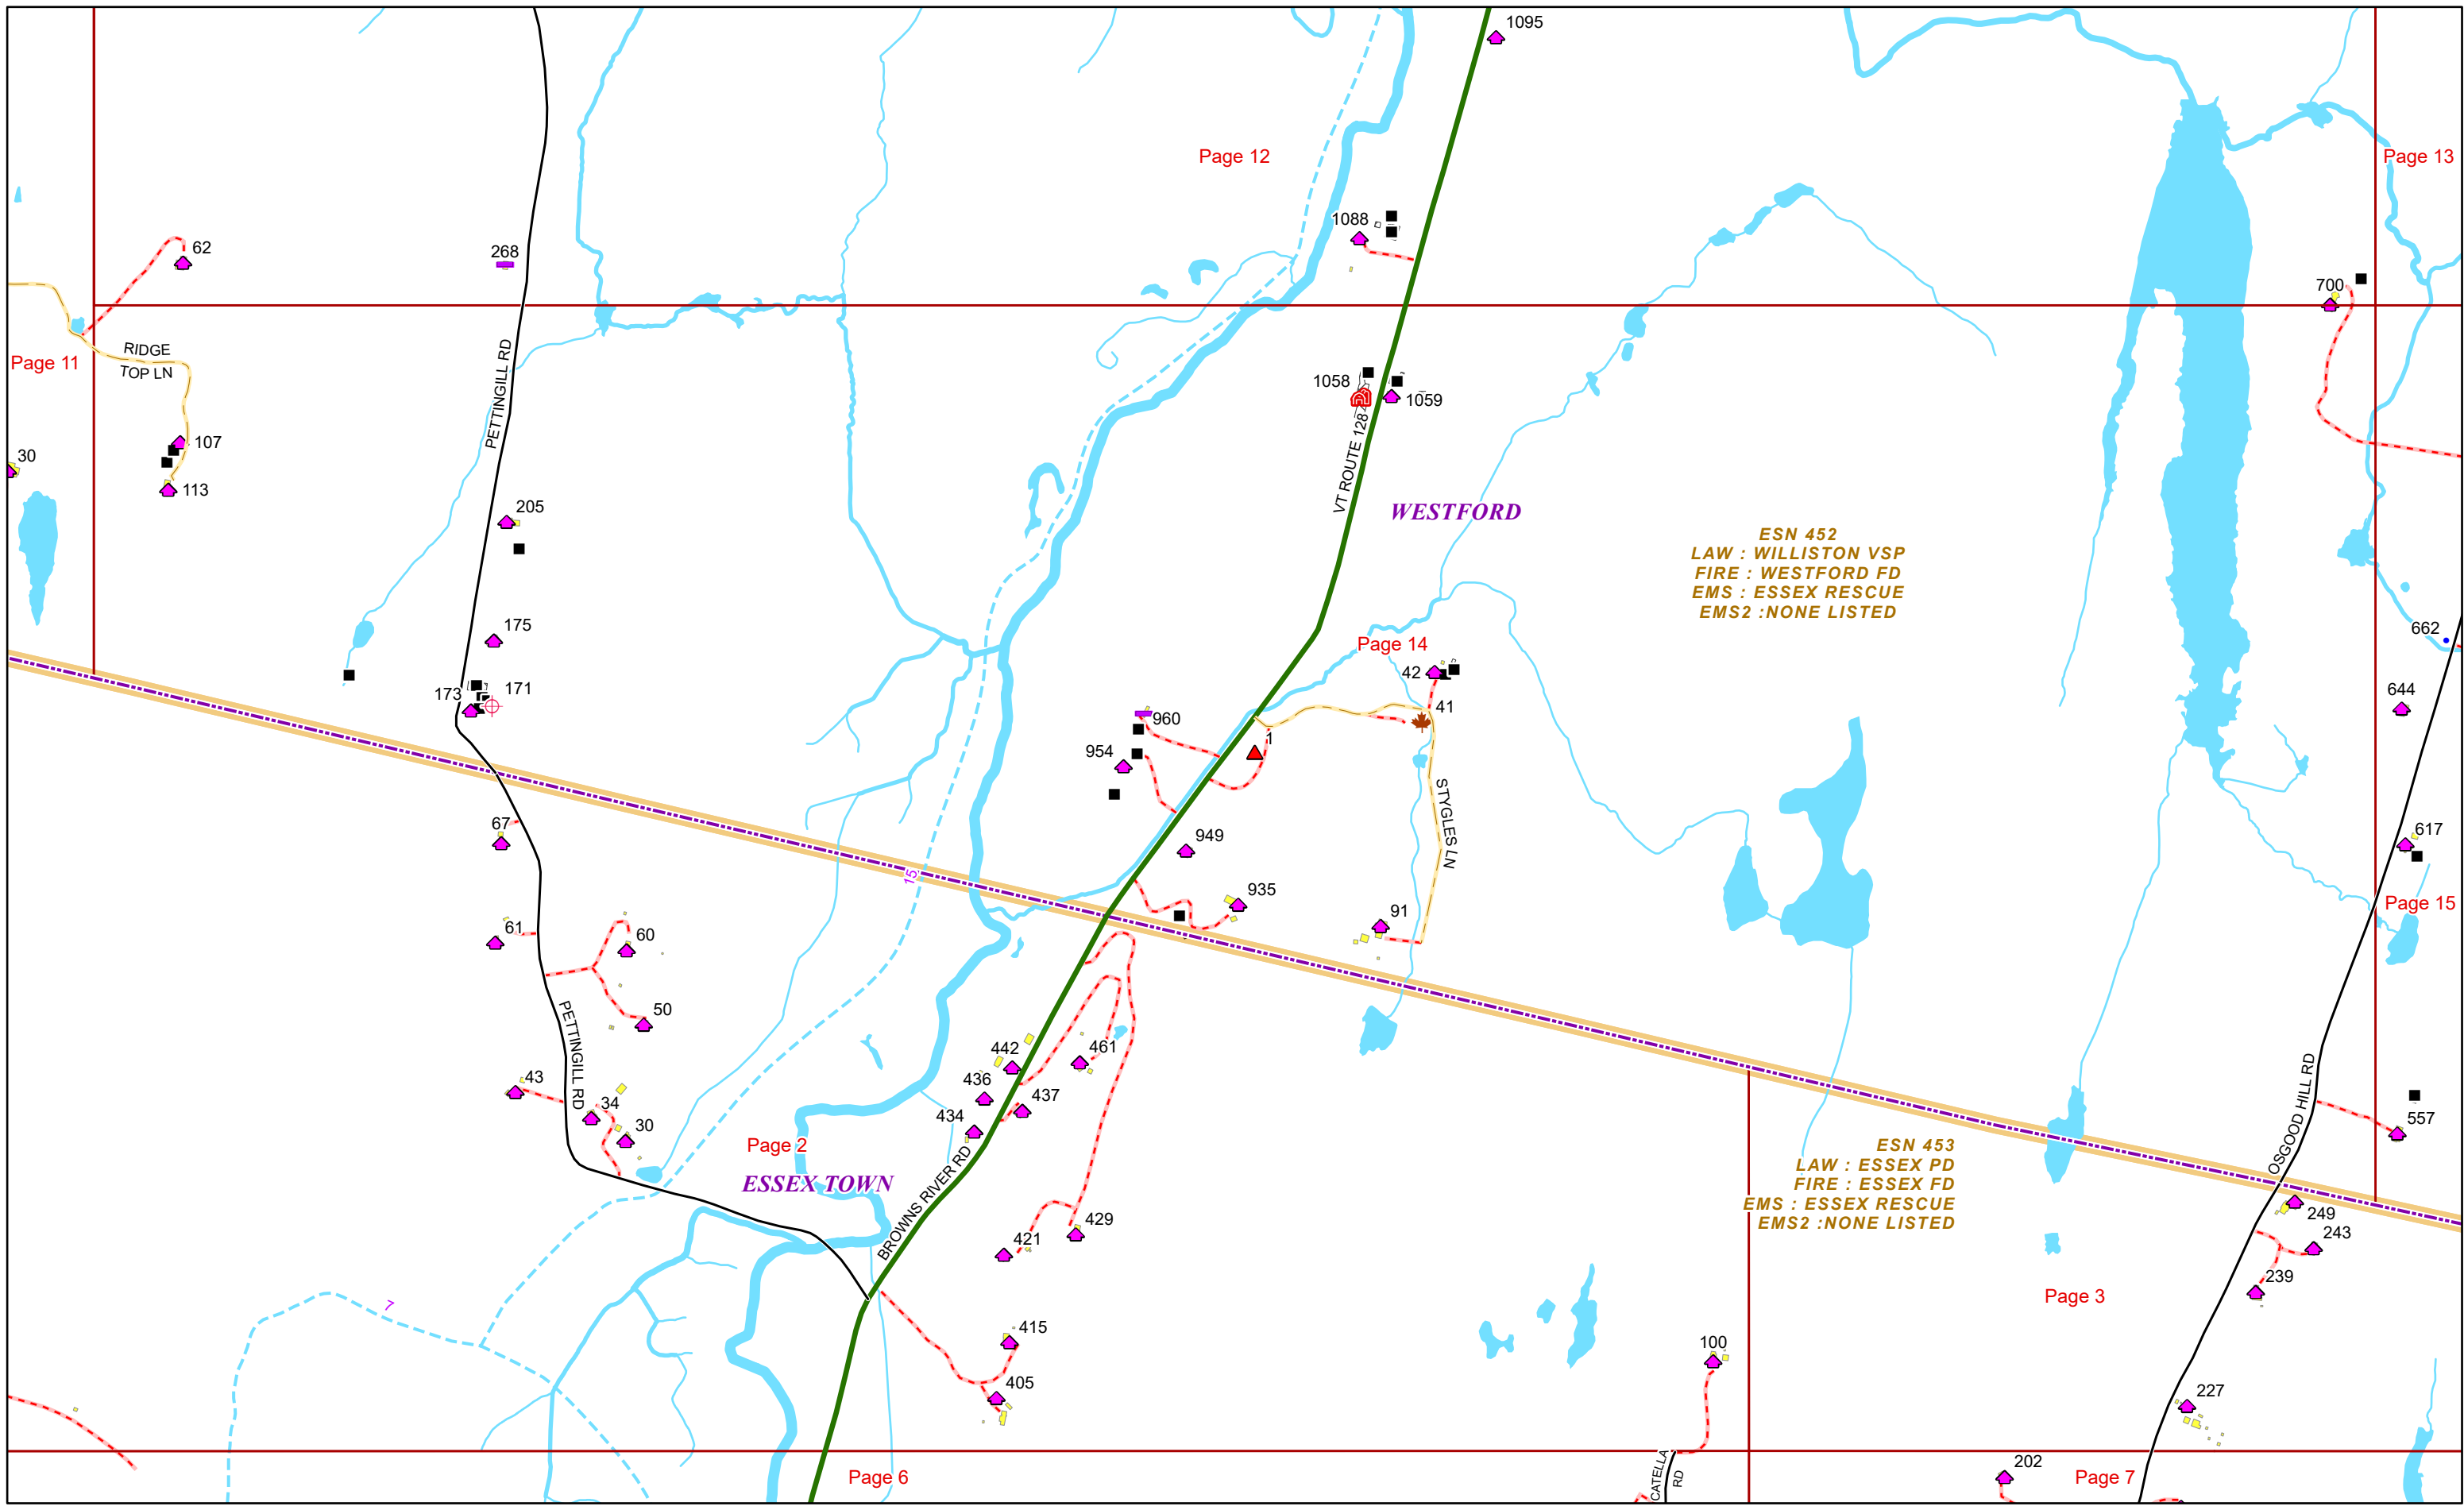 1095
Page 12
Page 13
1088
62
268
700
RIDGE
TOP LN
Page 11
PETTINGILL RD
1058
1059
VT ROUTE 128
107
30
113
205
WESTFORD
ESN 452
LAW : WILLISTON VSP
FIRE : WESTFORD FD
EMS : ESSEX RESCUE
EMS2 :NONE LISTED
175
662
Page 14
42
173
171
644
41
960
1
954
STYGLES LN
67
949
617
15
935
91
Page 15
61
60
50
PETTINGILL RD
442
461
43
436
437
34
434
30
557
OSGOOD HILL RD
Page 2
ESSEX TOWN
BROWNS RIVER RD
ESN 453
LAW : ESSEX PD
FIRE : ESSEX FD
EMS : ESSEX RESCUE
EMS2 :NONE LISTED
249
429
421
243
239
7
Page 3
415
100
405
227
CATELLA
RD
202
Page 6
Page 7